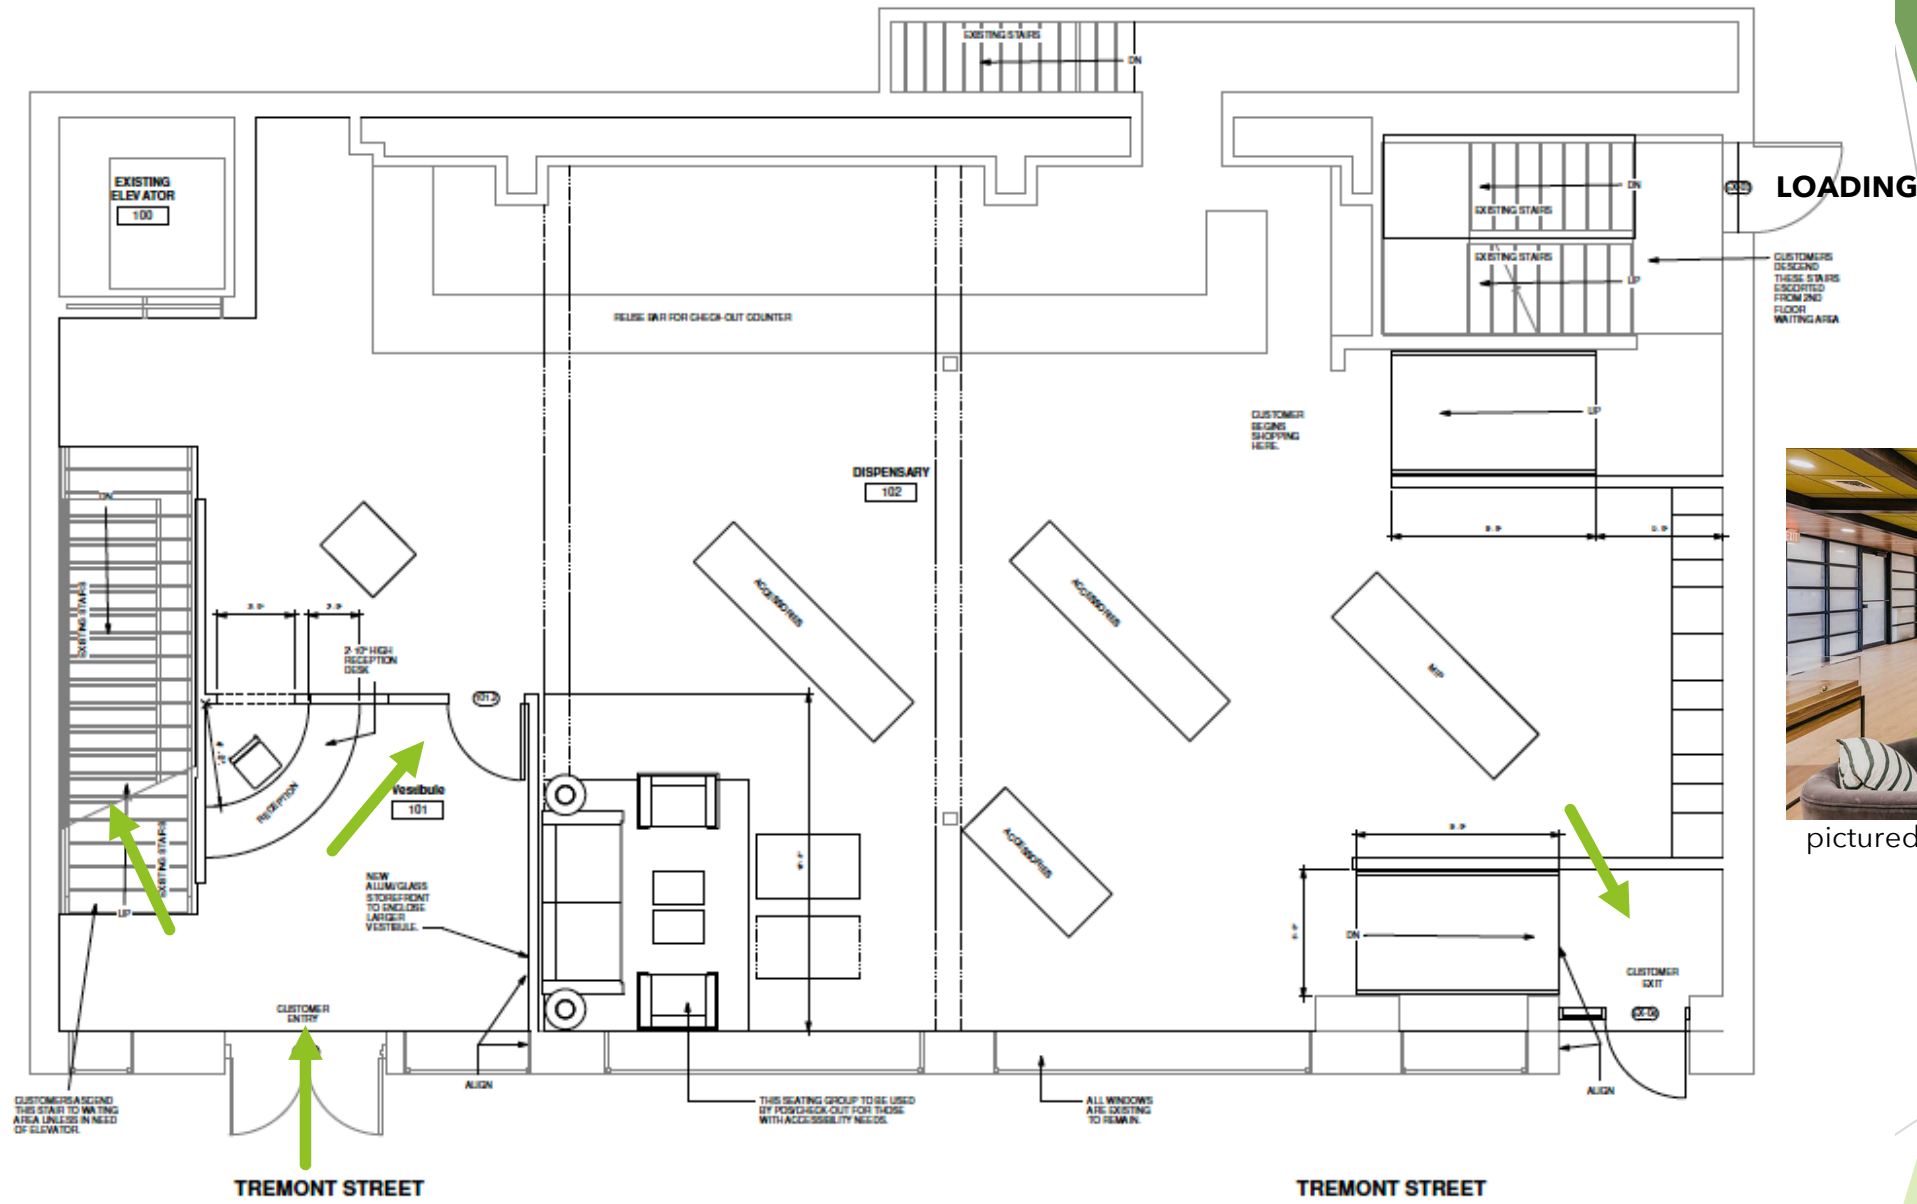 EXISTING STAIRS
DN
EXISTING
ELEVATOR
100
DN
EXISTING STAIRS
LOADING
EXISTING STAIRS
UP
CUSTOMERS
DESCEND
THESE STAIRS
ESCORTED
FROM 2ND
FLOOR
WAITING AREA
REUSE BAR FOR CHECK-OUT COUNTER
UP
CUSTOMER
BEGINS
SHOPPING
HERE.
DISPENSARY
102
DN
EXISTING STAIRS
ACCESSORIES
ACCESSORIES
MIP
2'-10" HIGH
RECEPTION
DESK
101.2
RECEPTION
Vestibule
101
EXISTING STAIRS
UP
ACCESSORIES
NEW
ALUM/GLASS
STOREFRONT
TO ENCLOSE
LARGER
VESTIBULE.
DN
CUSTOMER
EXIT
CUSTOMER
ENTRY
ALIGN
ALIGN
CUSTOMERS ASCEND
THIS STAIR TO WAITING
AREA UNLESS IN NEED
OF ELEVATOR.
THIS SEATING GROUP TO BE USED
BY POS/CHECK-OUT FOR THOSE
WITH ACCESSIBILITY NEEDS.
ALL WINDOWS
ARE EXISTING
TO REMAIN.
pictured
TREMONT STREET
TREMONT STREET